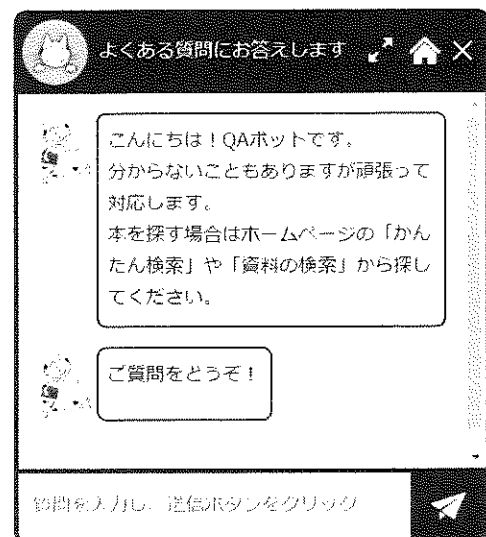 よくある質問にお答えします
こんにちは!QAボットです。
分からないこともありますが頑張って
対応します。
本を探す場合はホームページの「かん
たん検索」や「資料の検索」から探し
てください。
ご質問をどうぞ!
質問を入力し、送信ボタンをクリック